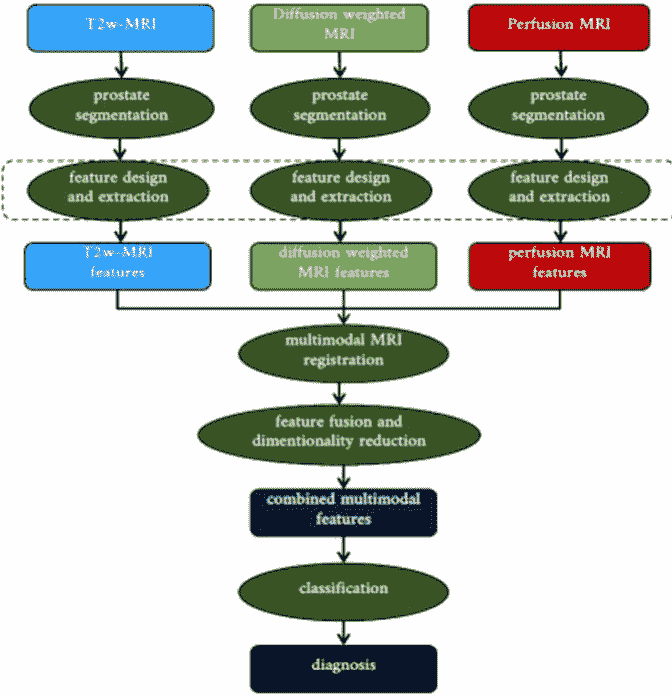 T2w-MRI
Diffusion weighted
MRI
Perfusion MRI
prostate
segmentation
prostate
segmentation
prostate
segmentation
feature design
and extraction
feature design
and extraction
feature design
and extraction
T2w-MRI
features
diffusion weighted
MRI features
perfusion MRI
features
multimodal MRI
registration
feature fusion and
dimentionality reduction
combined multimodal
features
classification
diagnosis